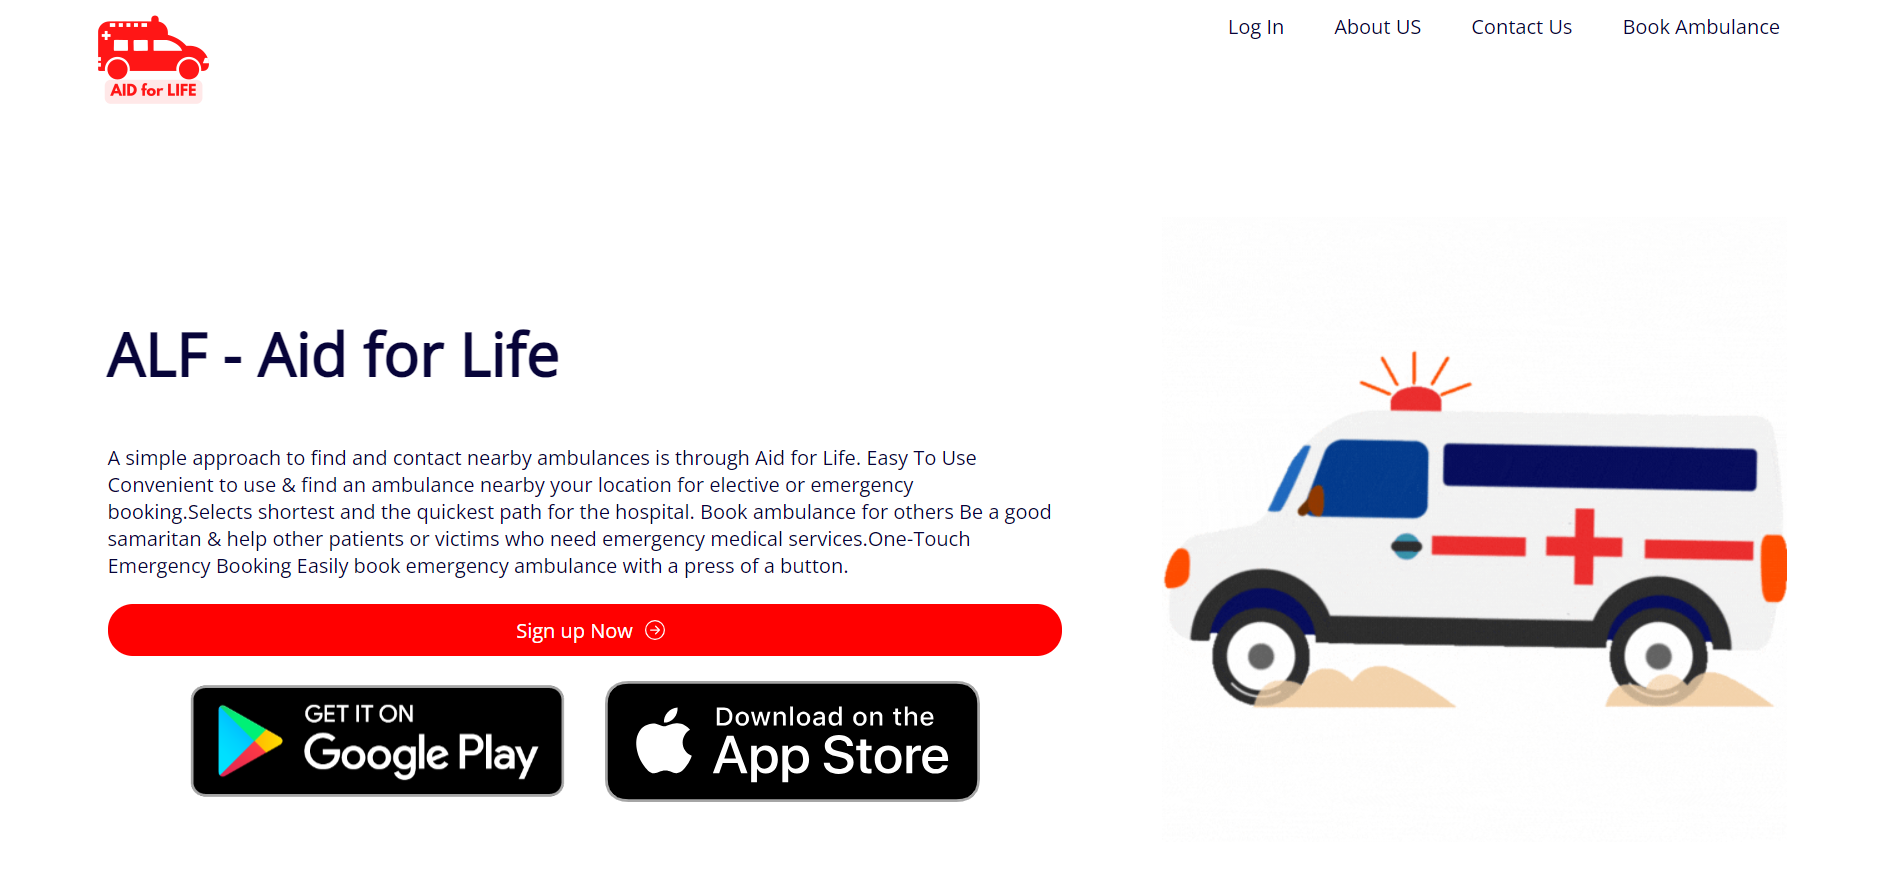 AID for LIFE
Log In
About US
Contact Us
Book Ambulance
ALF - Aid for Life
A simple approach to find and contact nearby ambulances is through Aid for Life. Easy To Use
Convenient to use & find an ambulance nearby your location for elective or emergency
booking.Selects shortest and the quickest path for the hospital. Book ambulance for others Be a good
samaritan & help other patients or victims who need emergency medical services.One-Touch
Emergency Booking Easily book emergency ambulance with a press of a button.
Sign up Now
GET IT ON
Google Play
Download on the
App Store